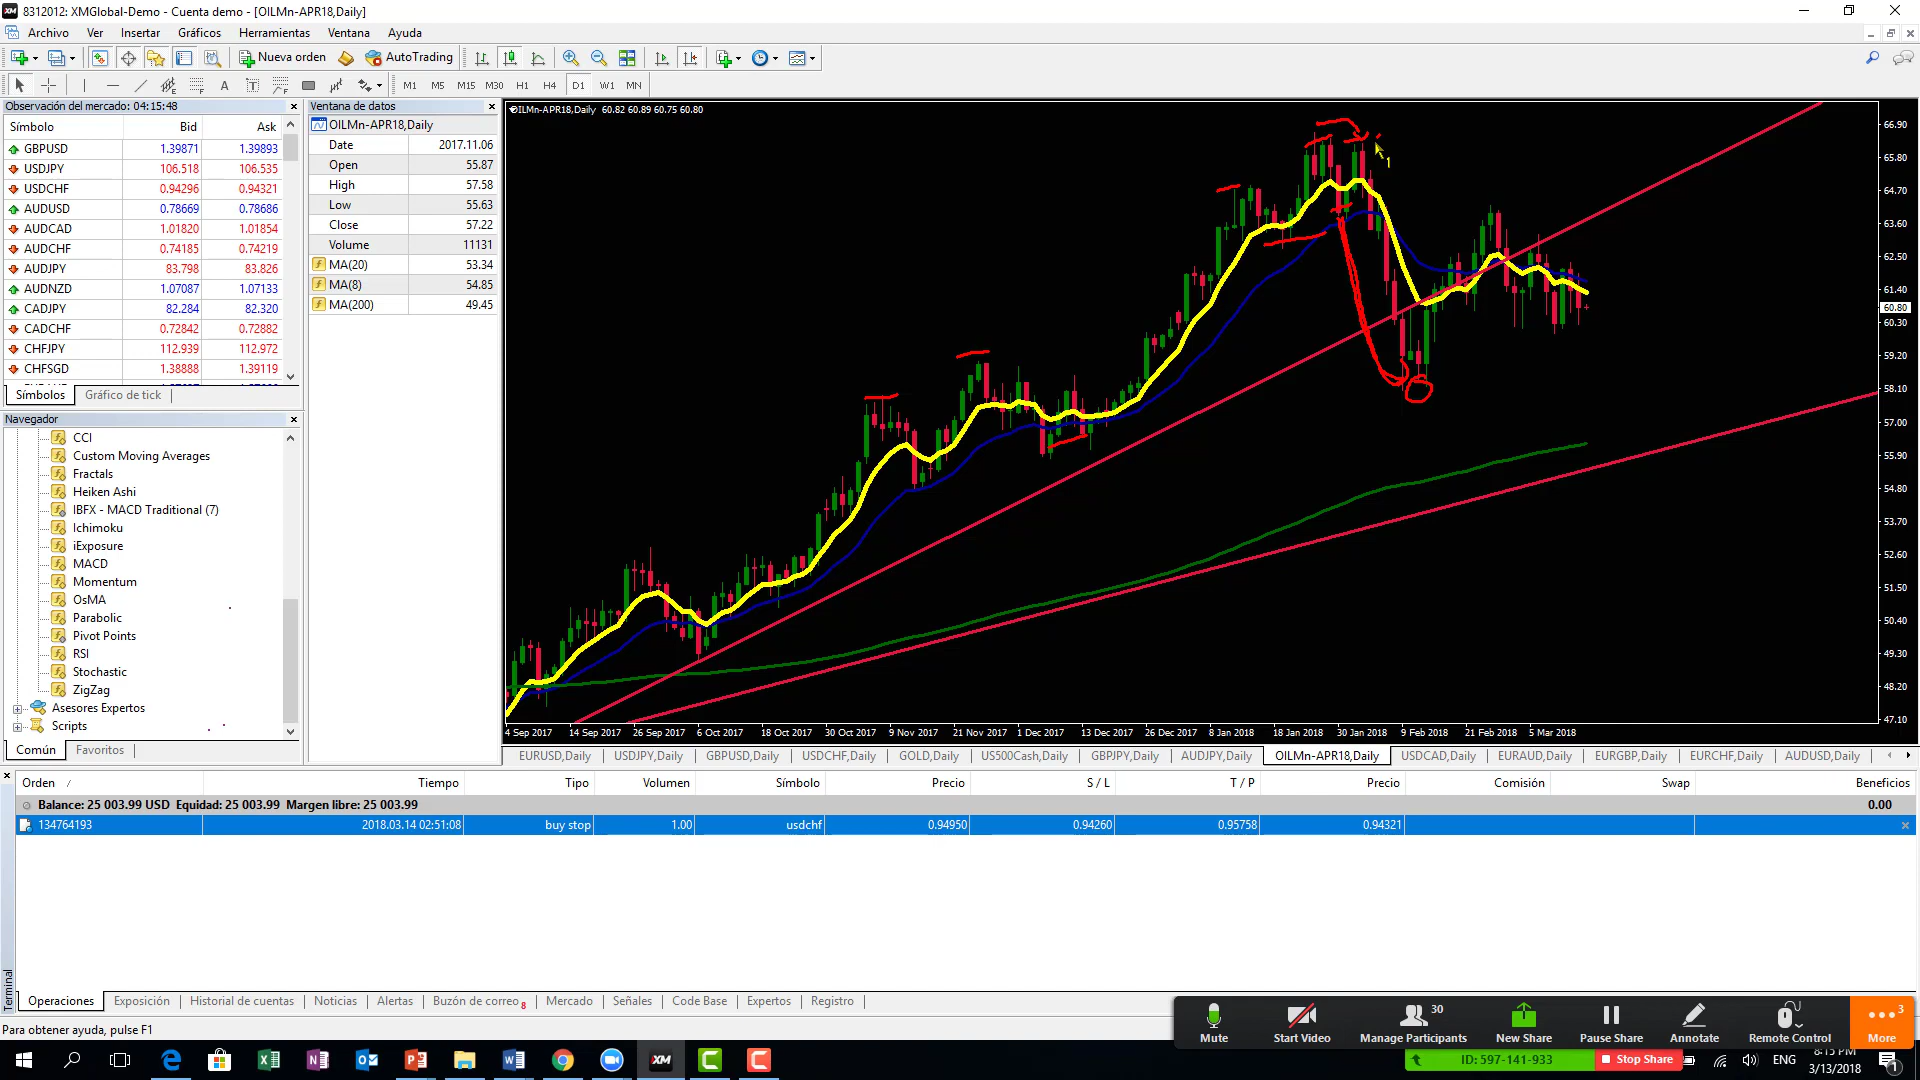 8312012: XMGlobal-Demo - Cuenta demo - [OILMn-APR18,Daily]
Archivo Ver Insertar Gráficos Herramientas Ventana Ayuda
Nueva orden AutoTrading
A T M1 M5 M15 M30 H1 H4 D1 W1 MN
Observación del mercado: 04:15:48
Símbolo Bid Ask
GBPUSD 1.39871 1.39893
USDJPY 106.518 106.535
USDCHF 0.94296 0.94321
AUDUSD 0.78669 0.78686
AUDCAD 1.01820 1.01854
AUDCHF 0.74185 0.74219
AUDJPY 83.798 83.826
AUDNZD 1.07087 1.07133
CADJPY 82.284 82.320
CADCHF 0.72842 0.72882
CHFJPY 112.939 112.972
CHFSGD 1.38888 1.39119
Símbolos Gráfico de tick
Navegador
CCI
Custom Moving Averages
Fractals
Heiken Ashi
IBFX - MACD Traditional (7)
Ichimoku
iExposure
MACD
Momentum
OsMA
Parabolic
Pivot Points
RSI
Stochastic
ZigZag
Asesores Expertos
Scripts
Común Favoritos
Ventana de datos
OILMn-APR18,Daily
Date 2017.11.06
Open 55.87
High 57.58
Low 55.63
Close 57.22
Volume 11131
MA(20) 53.34
MA(8) 54.85
MA(200) 49.45
OILMn-APR18,Daily 60.82 60.89 60.75 60.80
1
66.90
65.80
64.70
63.60
62.50
61.40
60.80
60.30
59.20
58.10
57.00
55.90
54.80
53.70
52.60
51.50
50.40
49.30
48.20
47.10
4 Sep 2017 14 Sep 2017 26 Sep 2017 6 Oct 2017 18 Oct 2017 30 Oct 2017 9 Nov 2017 21 Nov 2017 1 Dec 2017 13 Dec 2017 26 Dec 2017 8 Jan 2018 18 Jan 2018 30 Jan 2018 9 Feb 2018 21 Feb 2018 5 Mar 2018
EURUSD,Daily USDJPY,Daily GBPUSD,Daily USDCHF,Daily GOLD,Daily US500Cash,Daily GBPJPY,Daily AUDJPY,Daily OILMn-APR18,Daily USDCAD,Daily EURAUD,Daily EURGBP,Daily EURCHF,Daily AUDUSD,Daily
Orden / Tiempo Tipo Volumen Símbolo Precio S / L T / P Precio Comisión Swap Beneficios
Balance: 25 003.99 USD Equidad: 25 003.99 Margen libre: 25 003.99 0.00
134764193 2018.03.14 02:51:08 buy stop 1.00 usdchf 0.94950 0.94260 0.95758 0.94321
Terminal
Operaciones Exposición Historial de cuentas Noticias Alertas Buzón de correo 8 Mercado Señales Code Base Expertos Registro
Para obtener ayuda, pulse F1
30 3
Mute Start Video Manage Participants New Share Pause Share Annotate Remote Control More
ID: 597-141-933 Stop Share
ENG
8:15 PM
3/13/2018
1